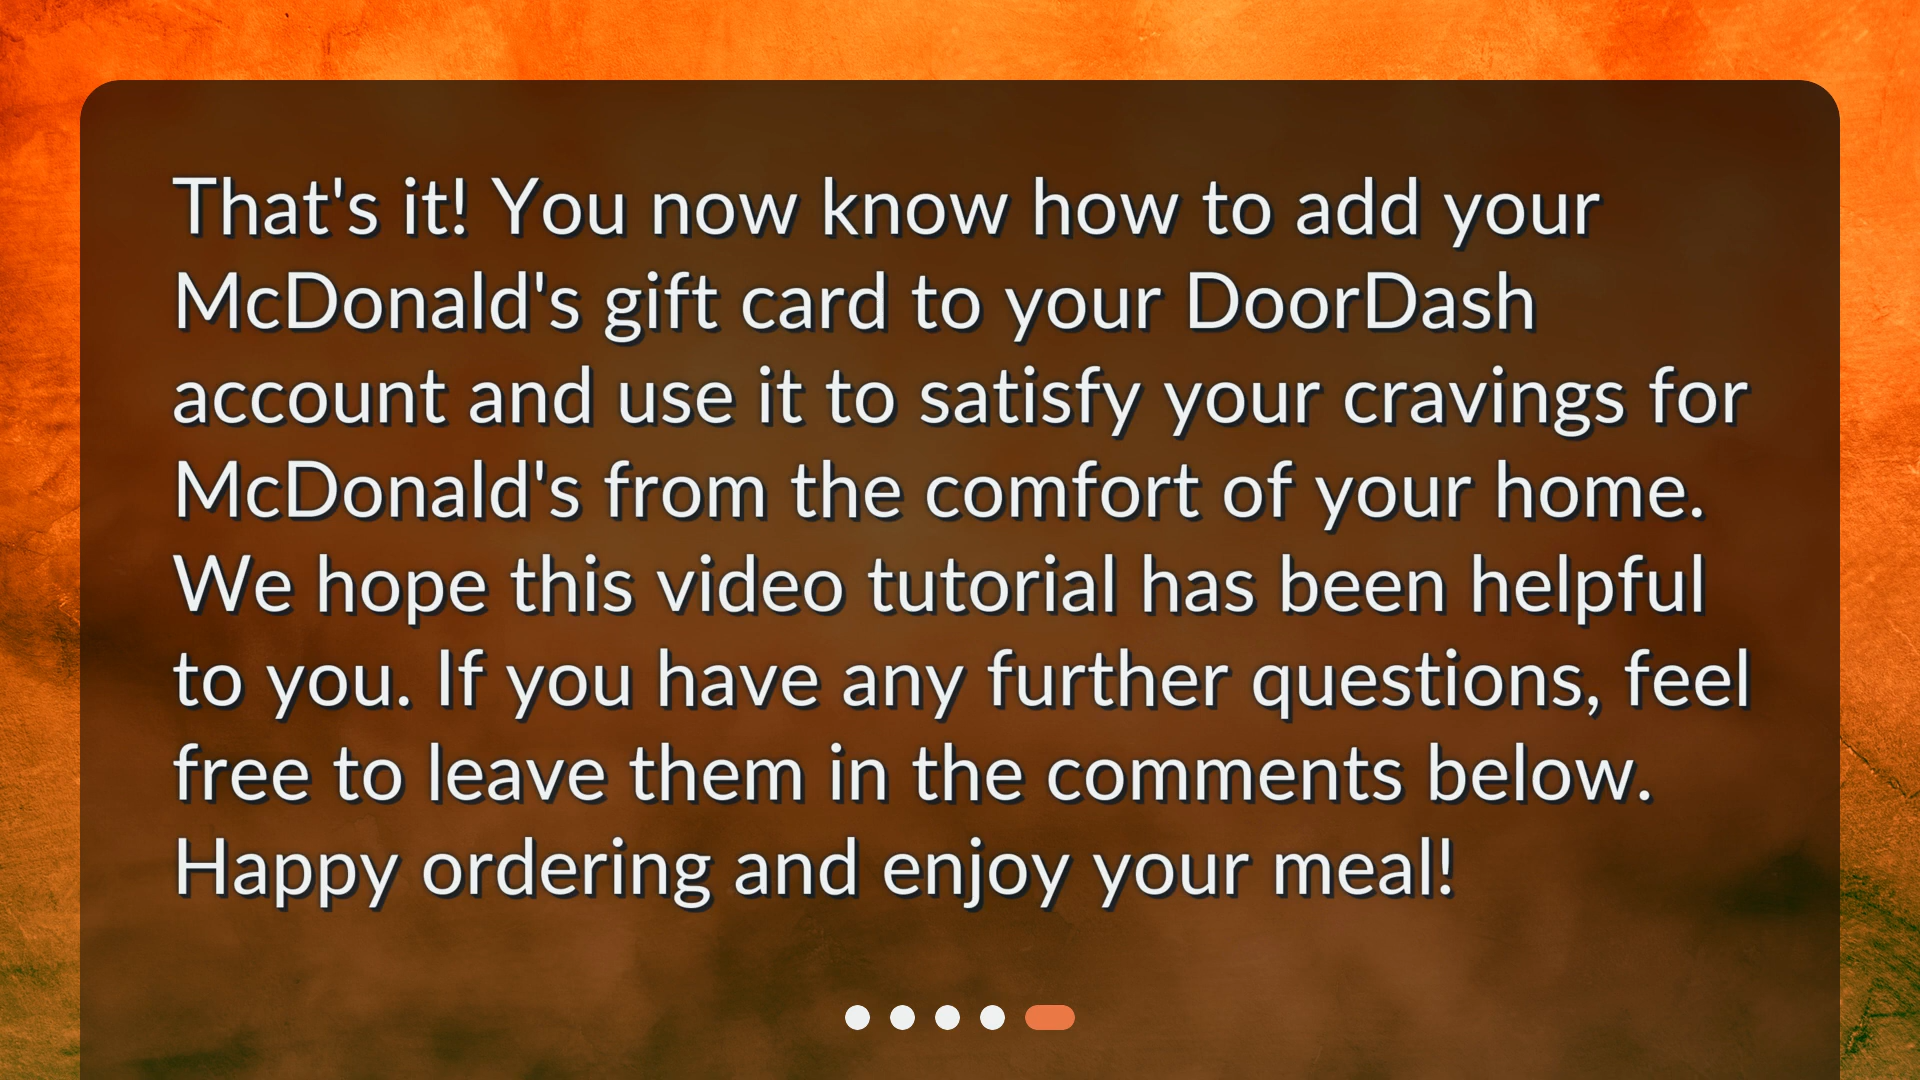 That's it! You now know how to add your
McDonald's gift card to your DoorDash
account and use it to satisfy your cravings for
McDonald's from the comfort of your home.
We hope this video tutorial has been helpful
to you. If you have any further questions, feel
free to leave them in the comments below.
Happy ordering and enjoy your meal!